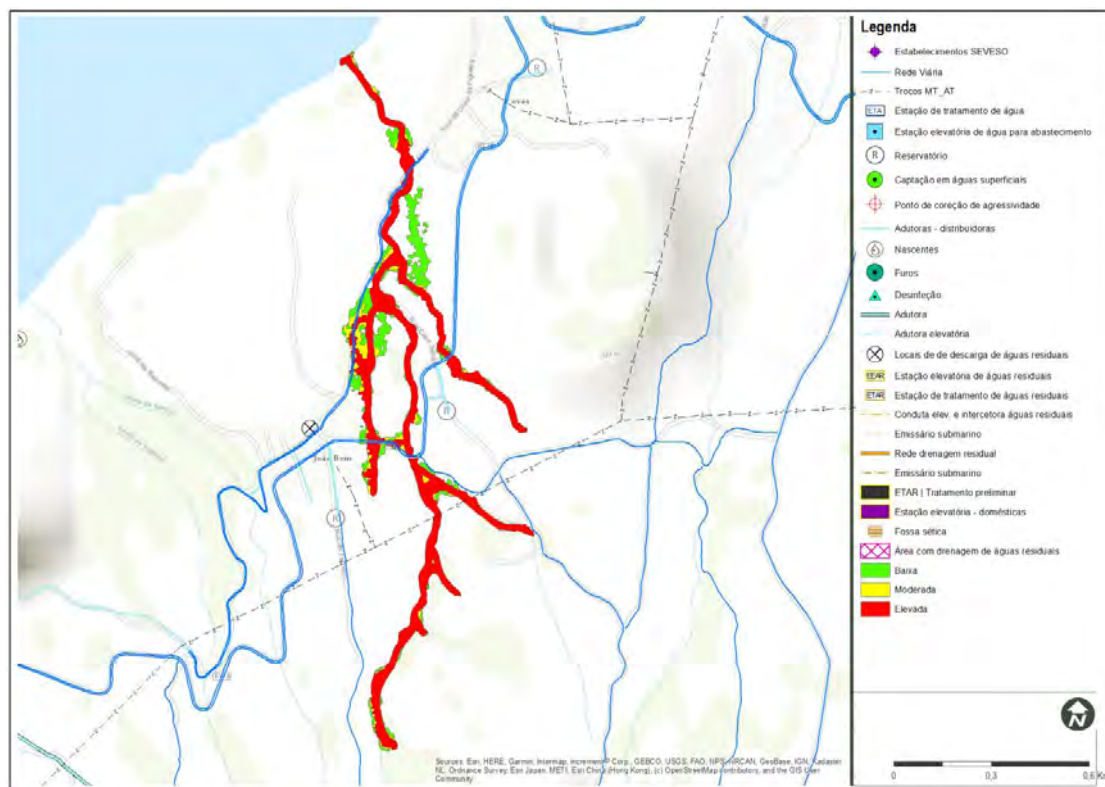 Legenda
Estabelecimentos SEVESO
Rede Viária
Troços MT_AT
ETA Estação de tratamento de água
Estação elevatória de água para abastecimento
R Reservatório
Captação em águas superficiais
Ponto de coreção de agressividade
Adutoras - distribuidoras
Nascentes
Furos
Desinfeção
Adutora
Adutora elevatória
Locais de de descarga de águas residuais
EEAR Estação elevatória de águas residuais
ETAR Estação de tratamento de águas residuais
Conduta elev. e intercetora águas residuais
Emissário submarino
Rede drenagem residual
Emissário submarino
ETAR | Tratamento preliminar
Estação elevatória - domésticas
Fossa sética
Área com drenagem de águas residuais
Baixa
Moderada
Elevada
R
R
R
Sources: Esri, HERE, Garmin, Intermap, increment P Corp., GEBCO, USGS, FAO, NPS, NRCAN, GeoBase, IGN, Kadaster
NL, Ordnance Survey, Esri Japan, METI, Esri China (Hong Kong), (c) OpenStreetMap contributors, and the GIS User
Community
N
0 0,3 0,6